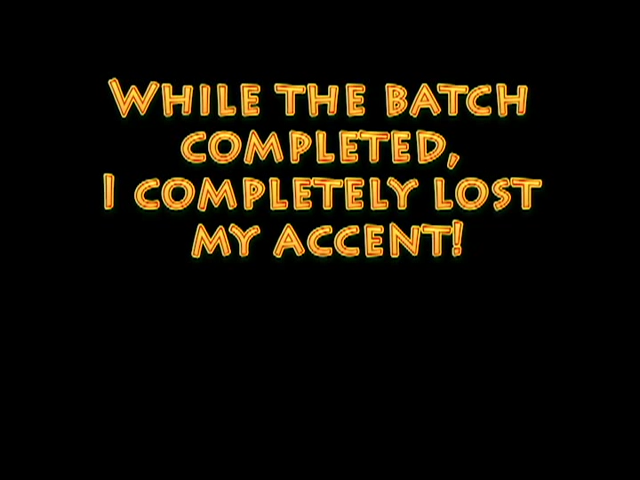 While the batch
completed,
I completely lost
my accent!